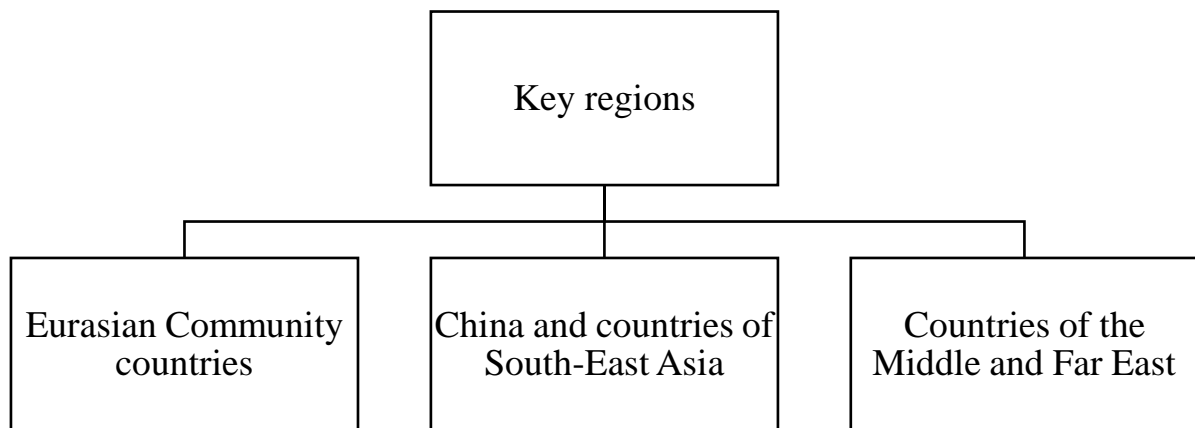 Key regions
Eurasian Community
countries
China and countries of
South-East Asia
Countries of the
Middle and Far East